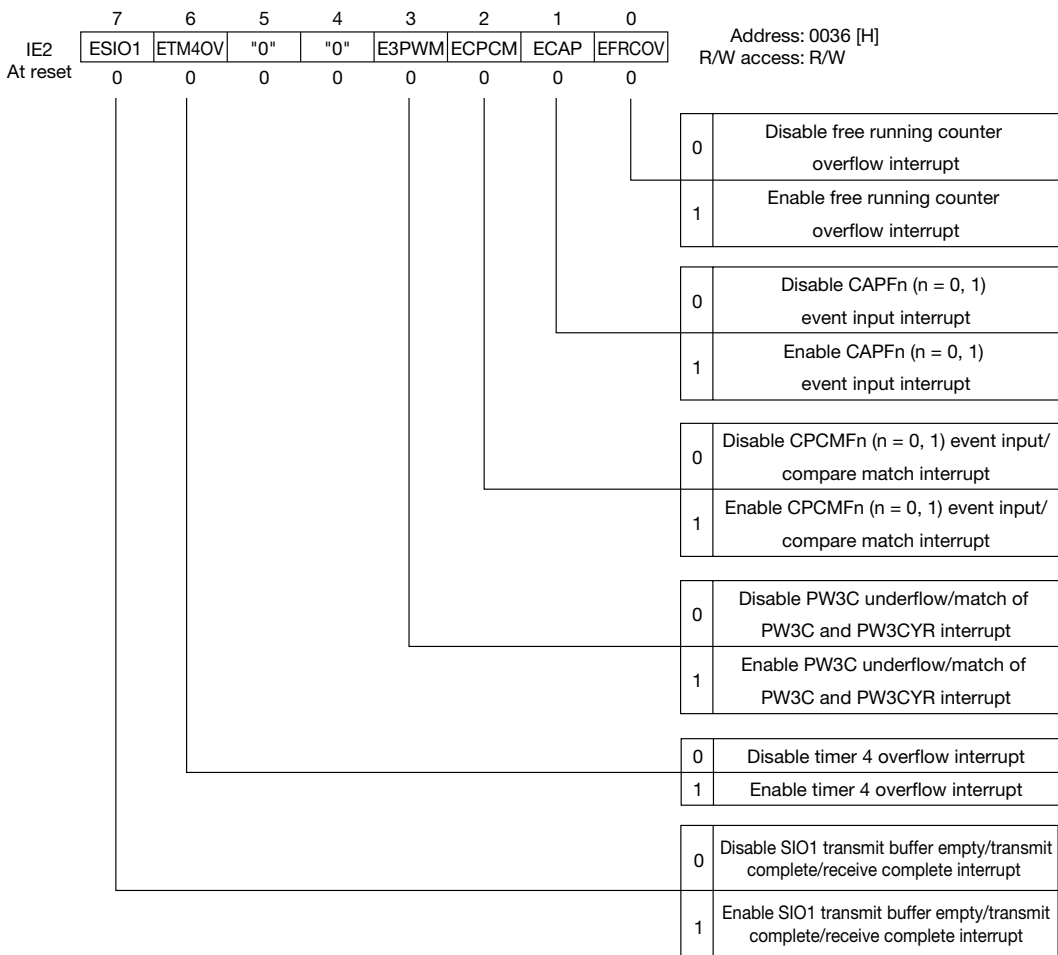 7 6 5 4 3 2 1 0
IE2 ESIO1 ETM4OV "0" "0" E3PWM ECPCM ECAP EFRCOV
At reset 0 0 0 0 0 0 0 0
Address: 0036 [H]
R/W access: R/W
0 Disable free running counter
overflow interrupt
1 Enable free running counter
overflow interrupt
0 Disable CAPFn (n = 0, 1)
event input interrupt
1 Enable CAPFn (n = 0, 1)
event input interrupt
0 Disable CPCMFn (n = 0, 1) event input/
compare match interrupt
1 Enable CPCMFn (n = 0, 1) event input/
compare match interrupt
0 Disable PW3C underflow/match of
PW3C and PW3CYR interrupt
1 Enable PW3C underflow/match of
PW3C and PW3CYR interrupt
0 Disable timer 4 overflow interrupt
1 Enable timer 4 overflow interrupt
0 Disable SIO1 transmit buffer empty/transmit
complete/receive complete interrupt
1 Enable SIO1 transmit buffer empty/transmit
complete/receive complete interrupt